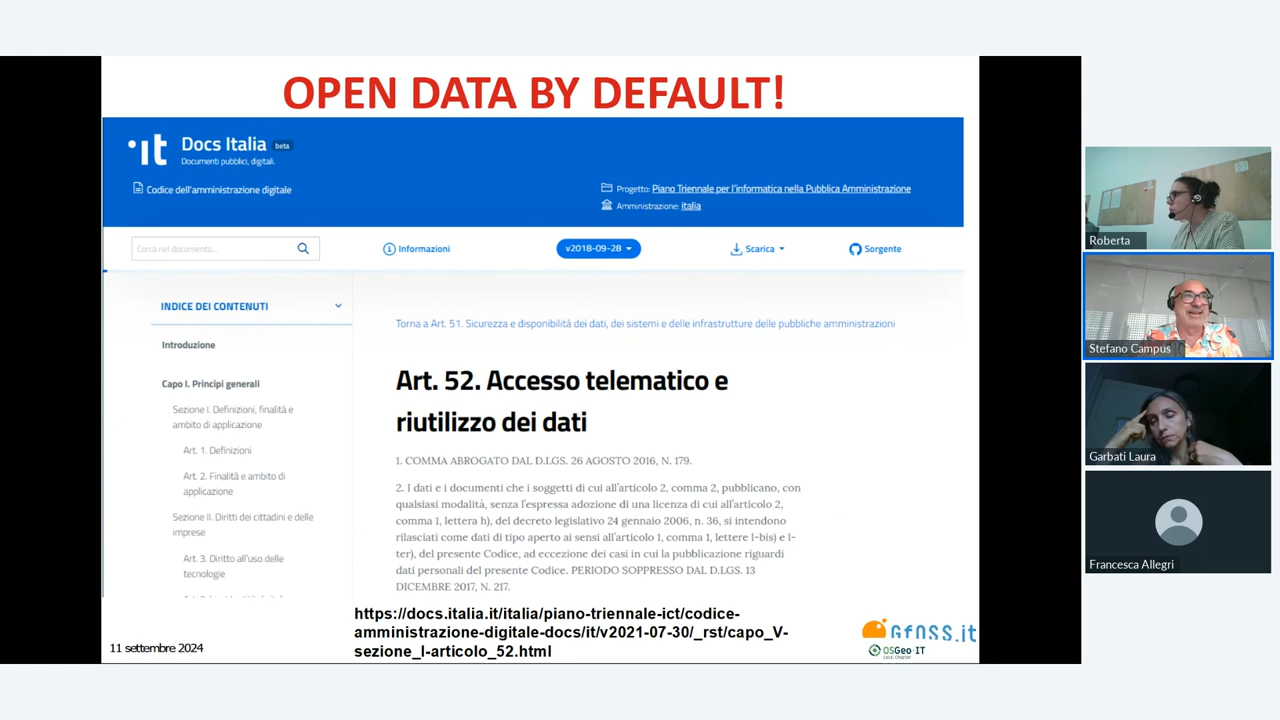 OPEN DATA BY DEFAULT!
Docs Italia beta
Documenti pubblici, digitali.
Codice dell'amministrazione digitale
Progetto: Piano Triennale per l'informatica nella Pubblica Amministrazione
Amministrazione: italia
Cerca nel documento...
Informazioni
v2018-09-28
Scarica
Sorgente
INDICE DEI CONTENUTI
Introduzione
Capo I. Principi generali
Sezione I. Definizioni, finalità e
ambito di applicazione
Art. 1. Definizioni
Art. 2. Finalità e ambito di
applicazione
Sezione II. Diritti dei cittadini e delle
imprese
Art. 3. Diritto all'uso delle
tecnologie
Torna a Art. 51. Sicurezza e disponibilità dei dati, dei sistemi e delle infrastrutture delle pubbliche amministrazioni
Art. 52. Accesso telematico e
riutilizzo dei dati
1. COMMA ABROGATO DAL D.LGS. 26 AGOSTO 2016, N. 179.
2. I dati e i documenti che i soggetti di cui all'articolo 2, comma 2, pubblicano, con
qualsiasi modalità, senza l'espressa adozione di una licenza di cui all'articolo 2,
comma 1, lettera h), del decreto legislativo 24 gennaio 2006, n. 36, si intendono
rilasciati come dati di tipo aperto ai sensi all'articolo 1, comma 1, lettere l-bis) e l-
ter), del presente Codice, ad eccezione dei casi in cui la pubblicazione riguardi
dati personali del presente Codice. PERIODO SOPPRESSO DAL D.LGS. 13
DICEMBRE 2017, N. 217.
https://docs.italia.it/italia/piano-triennale-ict/codice-
amministrazione-digitale-docs/it/v2021-07-30/_rst/capo_V-
sezione_I-articolo_52.html
11 settembre 2024
GFOSS.it
OSGeo·IT
Local Chapter
Roberta
Stefano Campus
Garbati Laura
Francesca Allegri